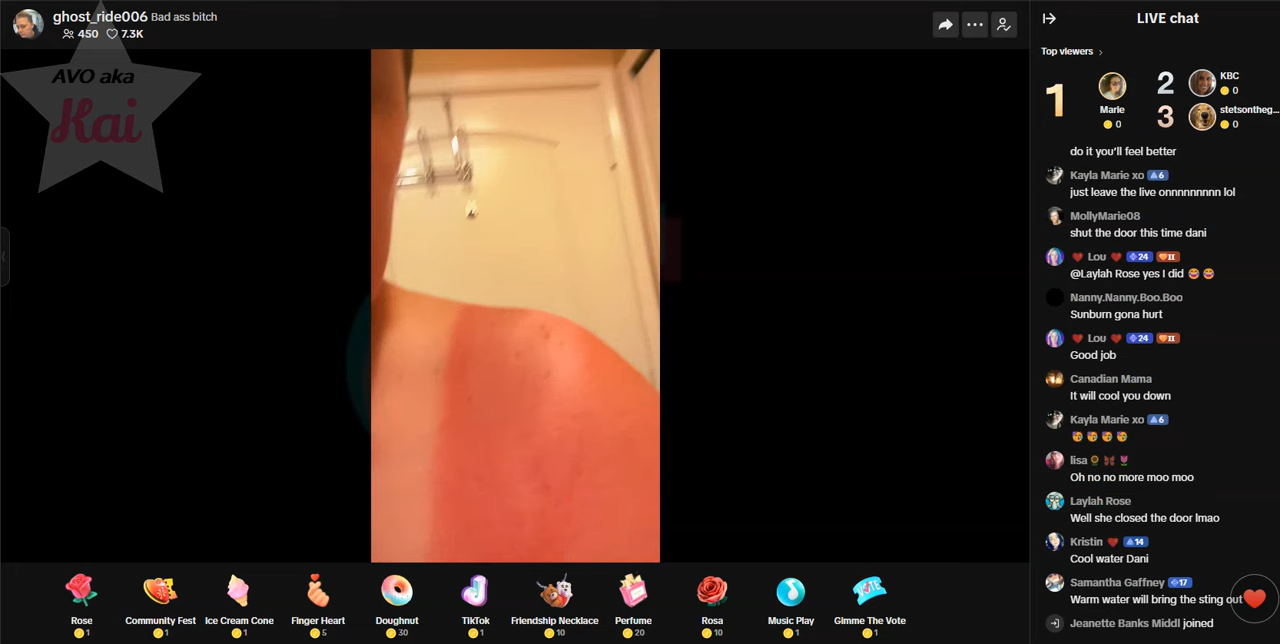 ghost_ride006 Bad ass bitch
450 7.3K
AVO aka
Kai
LIVE chat
Top viewers >
1 Marie 0
2 KBC 0
3 stetsontheg... 0
do it you'll feel better
Kayla Marie xo 6
just leave the live onnnnnnnnn lol
MollyMarie08
shut the door this time dani
❤️ Lou ❤️ 24 II
@Laylah Rose yes I did 🤣 🤣
Nanny.Nanny.Boo.Boo
Sunburn gona hurt
❤️ Lou ❤️ 24 II
Good job
Canadian Mama
It will cool you down
Kayla Marie xo 6
🥳 🥳 🥳 🥳
lisa 🌻 🦋 🌷
Oh no no more moo moo
Laylah Rose
Well she closed the door lmao
Kristin ❤️ 14
Cool water Dani
Samantha Gaffney 17
Warm water will bring the sting out
Jeanette Banks Middl joined
Rose
1
Community Fest
1
Ice Cream Cone
1
Finger Heart
5
Doughnut
30
TikTok
1
Friendship Necklace
10
Perfume
20
Rosa
10
Music Play
1
Gimme The Vote
1